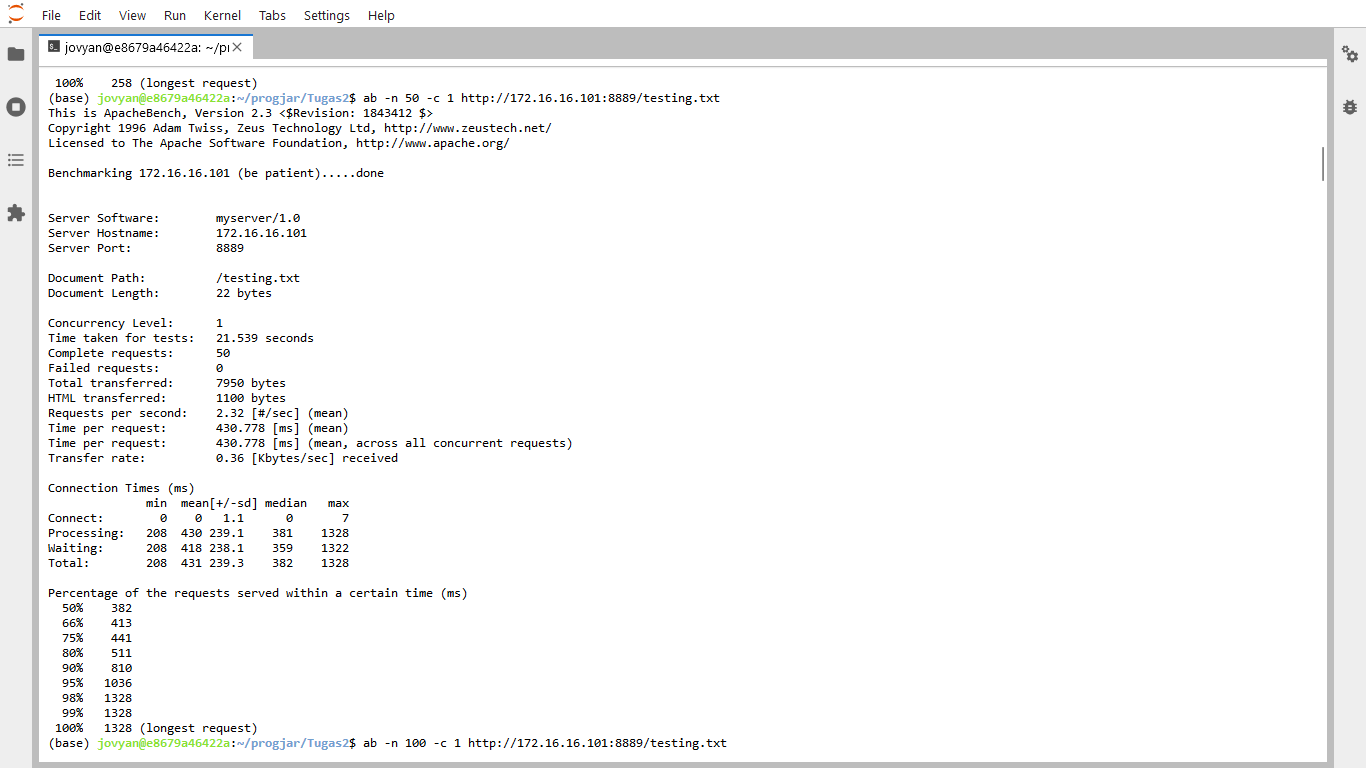 File Edit View Run Kernel Tabs Settings Help
jovyan@e8679a46422a: ~/pr
100% 258 (longest request)
(base) jovyan@e8679a46422a:~/progjar/Tugas2$ ab -n 50 -c 1 http://172.16.16.101:8889/testing.txt
This is ApacheBench, Version 2.3 <$Revision: 1843412 $>
Copyright 1996 Adam Twiss, Zeus Technology Ltd, http://www.zeustech.net/
Licensed to The Apache Software Foundation, http://www.apache.org/
Benchmarking 172.16.16.101 (be patient).....done
Server Software: myserver/1.0
Server Hostname: 172.16.16.101
Server Port: 8889
Document Path: /testing.txt
Document Length: 22 bytes
Concurrency Level: 1
Time taken for tests: 21.539 seconds
Complete requests: 50
Failed requests: 0
Total transferred: 7950 bytes
HTML transferred: 1100 bytes
Requests per second: 2.32 [#/sec] (mean)
Time per request: 430.778 [ms] (mean)
Time per request: 430.778 [ms] (mean, across all concurrent requests)
Transfer rate: 0.36 [Kbytes/sec] received
Connection Times (ms)
min mean[+/-sd] median max
Connect: 0 0 1.1 0 7
Processing: 208 430 239.1 381 1328
Waiting: 208 418 238.1 359 1322
Total: 208 431 239.3 382 1328
Percentage of the requests served within a certain time (ms)
50% 382
66% 413
75% 441
80% 511
90% 810
95% 1036
98% 1328
99% 1328
100% 1328 (longest request)
(base) jovyan@e8679a46422a:~/progjar/Tugas2$ ab -n 100 -c 1 http://172.16.16.101:8889/testing.txt